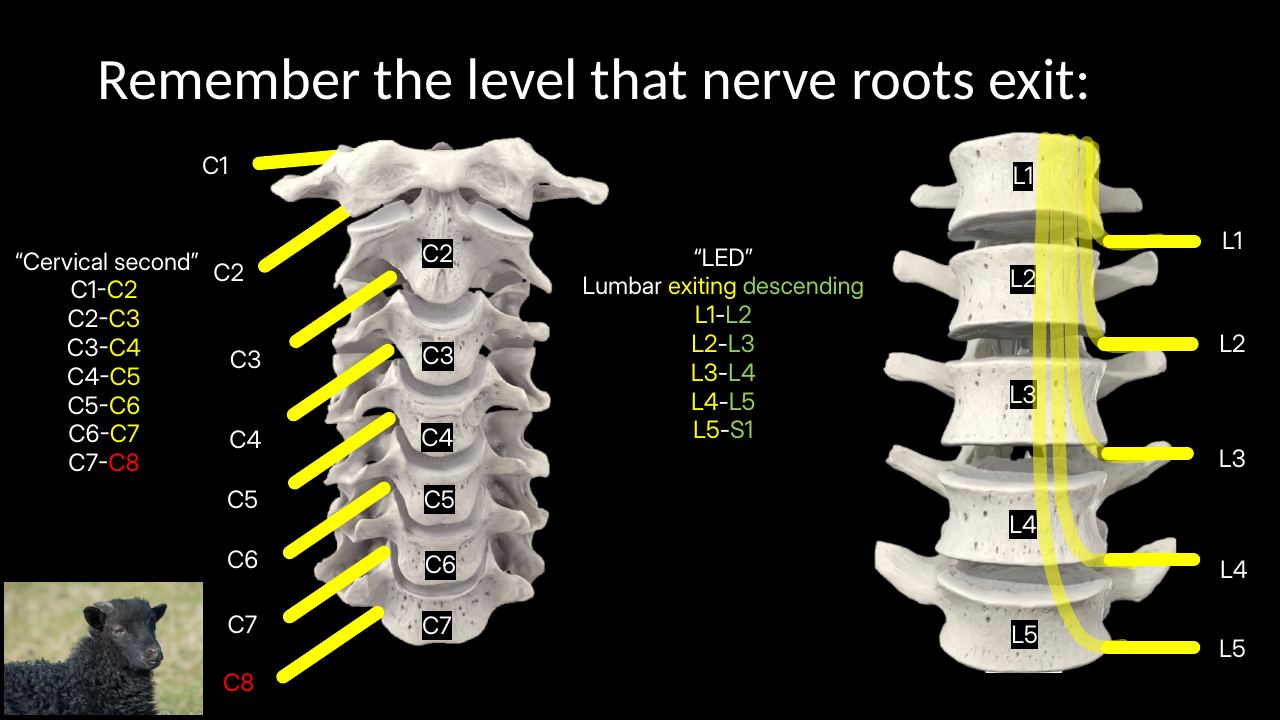 Remember the level that nerve roots exit:
“Cervical second”
C1-C2
C2-C3
C3-C4
C4-C5
C5-C6
C6-C7
C7-C8
C1
C2
C3
C4
C5
C6
C7
C8
C2
C3
C4
C5
C6
C7
“LED”
Lumbar exiting descending
L1-L2
L2-L3
L3-L4
L4-L5
L5-S1
L1
L2
L3
L4
L5
L1
L2
L3
L4
L5